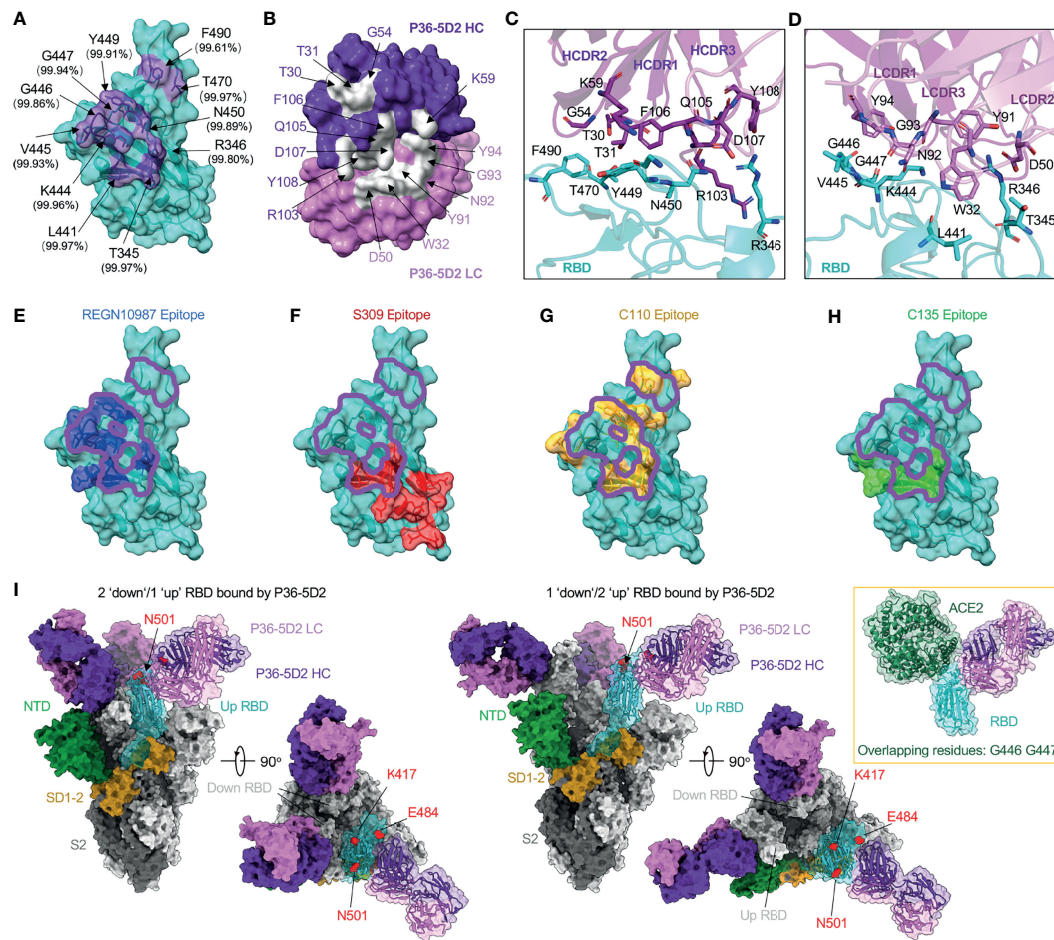 A
Y449
(99.91%)
G447
(99.94%)
G446
(99.86%)
V445
(99.93%)
K444
(99.96%)
L441
(99.97%)
T345
(99.97%)
F490
(99.61%)
T470
(99.97%)
N450
(99.89%)
R346
(99.80%)
B
P36-5D2 HC
G54
T31
T30
F106
Q105
D107
Y108
R103
K59
Y94
G93
N92
Y91
W32
D50
P36-5D2 LC
C
HCDR2
HCDR1
HCDR3
K59
G54
T30
T31
F106
Q105
Y108
D107
F490
T470
Y449
N450
R103
R346
RBD
D
LCDR1
LCDR3
LCDR2
Y94
G93
Y91
G446
G447
N92
D50
V445
K444
R346
W32
T345
L441
RBD
E
REGN10987 Epitope
F
S309 Epitope
G
C110 Epitope
H
C135 Epitope
I
2 ‘down‘/1 ‘up’ RBD bound by P36-5D2
N501
P36-5D2 LC
P36-5D2 HC
NTD
Up RBD
SD1-2
90°
Down RBD
K417
E484
S2
N501
1 ‘down’/2 ‘up’ RBD bound by P36-5D2
N501
P36-5D2 LC
P36-5D2 HC
NTD
Up RBD
SD1-2
90°
Down RBD
K417
E484
S2
Up RBD
N501
ACE2
RBD
Overlapping residues: G446 G447